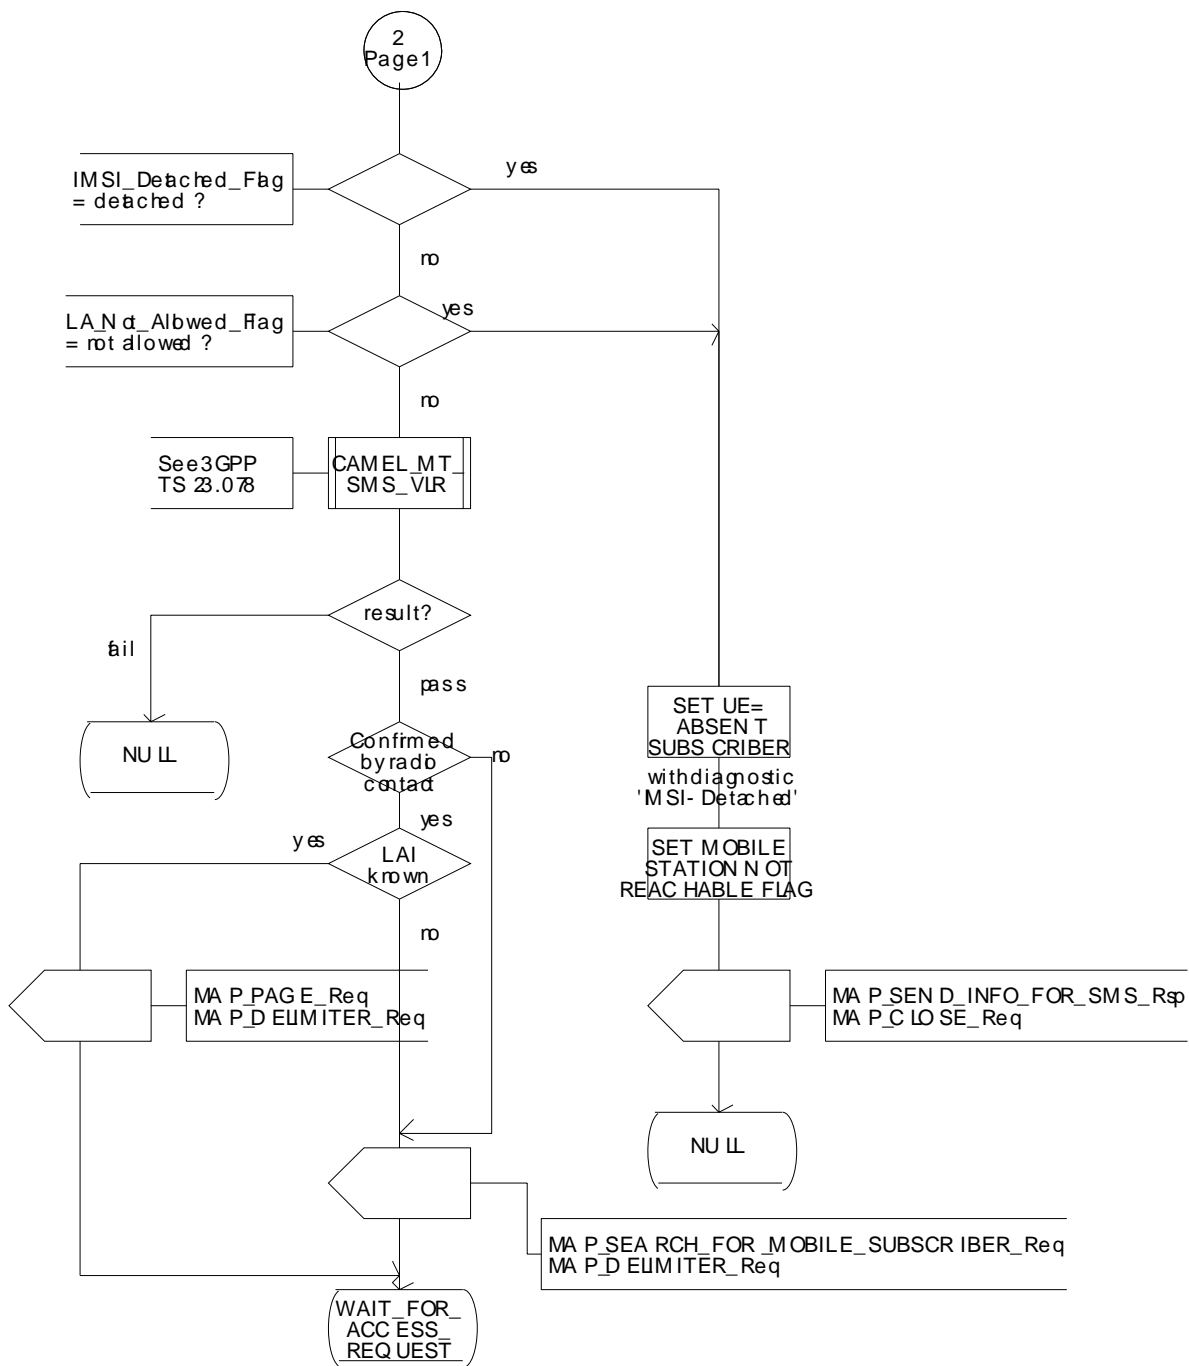 2
Page1
yes
IMSI_Detached_Flag
= detached ?
no
yes
LA_Not_Allowed_Flag
= not allowed ?
no
See 3GPP
TS 23.078
CAMEL_MT_
SMS_VLR
result?
fail
pass
SET UE=
ABSENT
SUBSCRIBER
NULL
Confirmed
by radio
contact
no
with diagnostic
'IMSI-Detached'
yes
yes
LAI
known
SET MOBILE
STATION NOT
REACHABLE FLAG
no
MAP_PAGE_Req
MAP_DELIMITER_Req
MAP_SEND_INFO_FOR_SMS_Rsp
MAP_CLOSE_Req
NULL
MAP_SEARCH_FOR_MOBILE_SUBSCRIBER_Req
MAP_DELIMITER_Req
WAIT_FOR_
ACCESS_
REQUEST